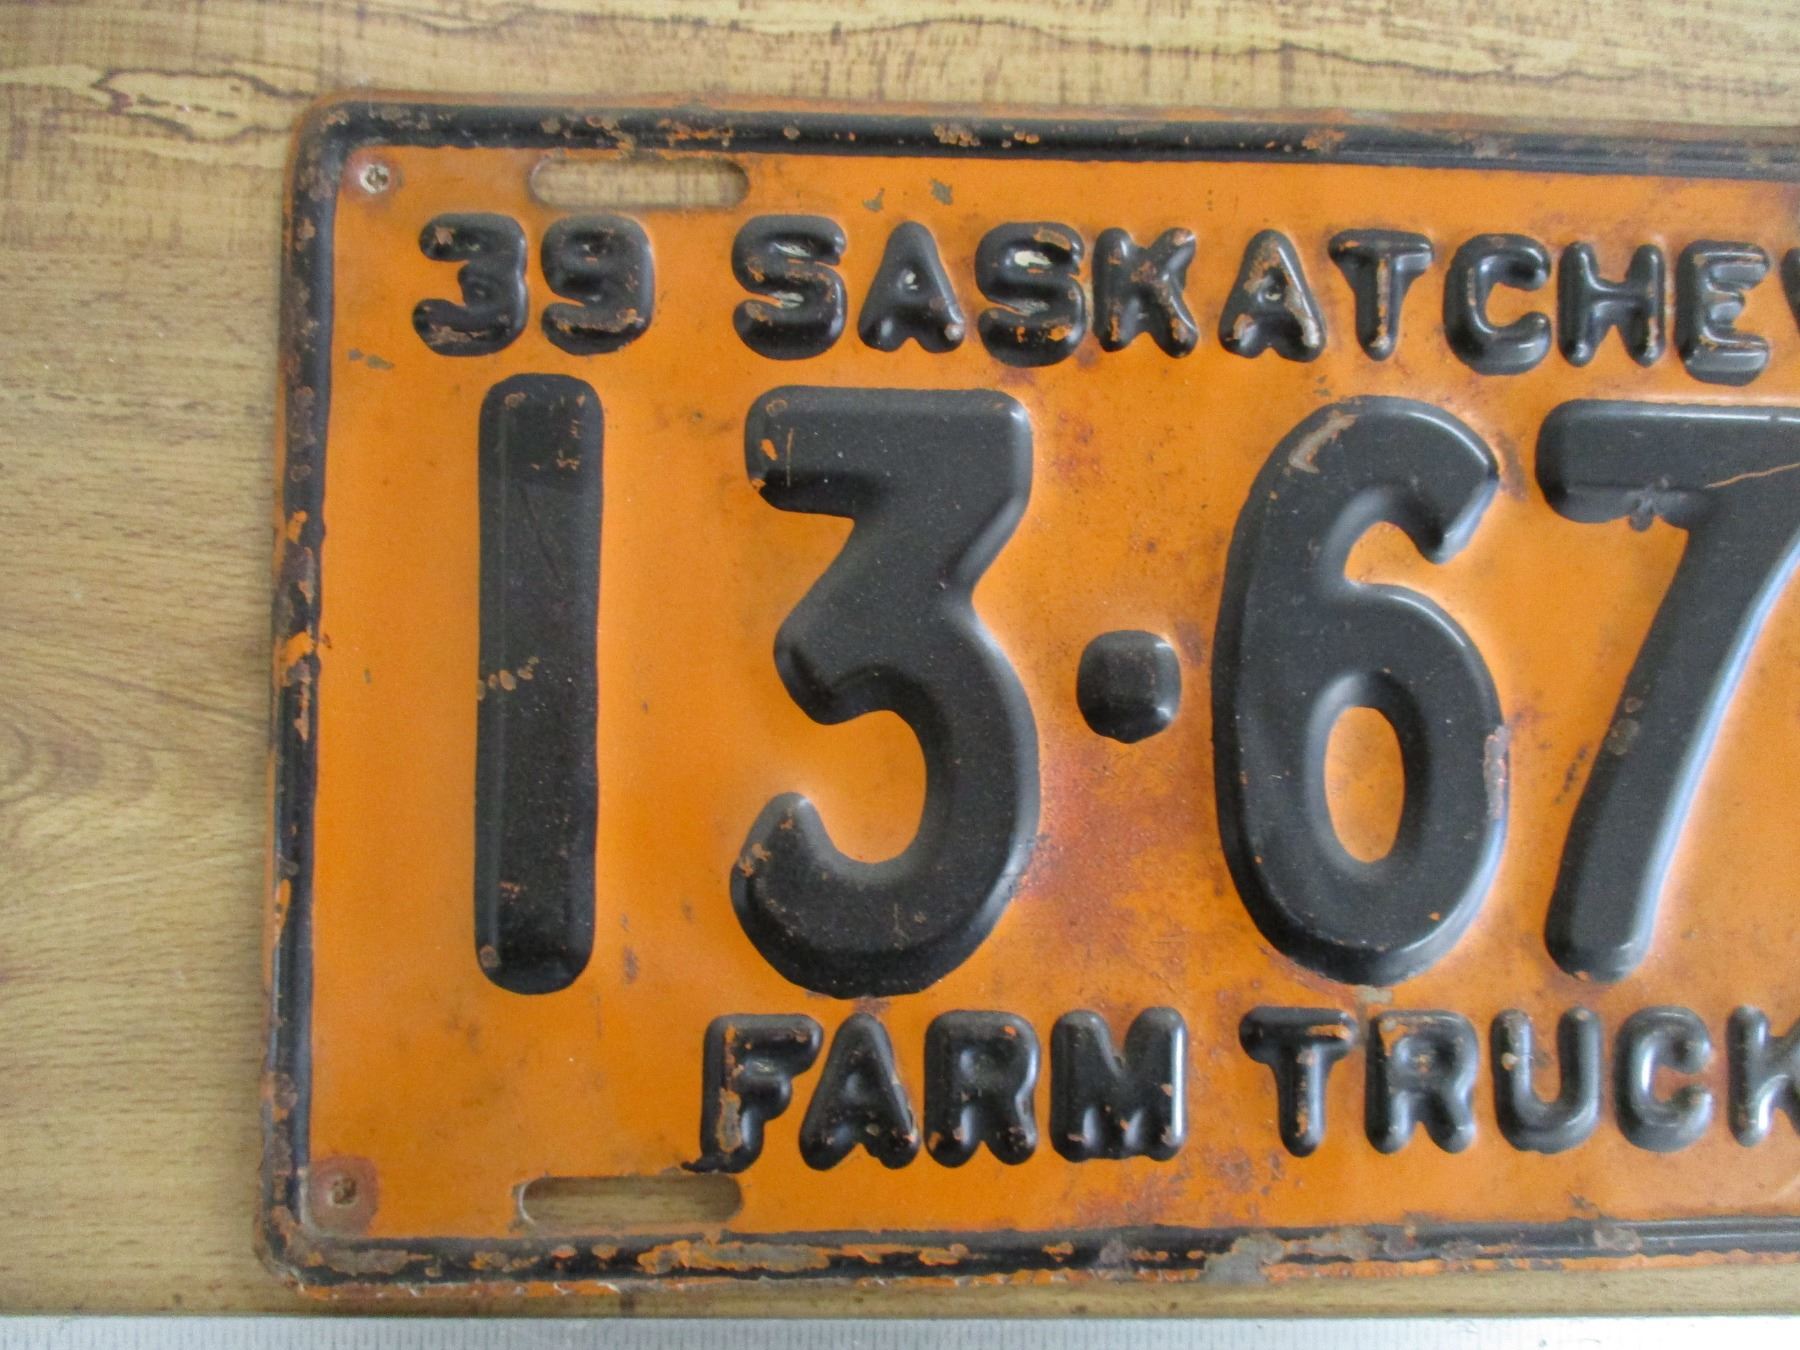 39 SASKATCHEW
13·67
FARM TRUCK